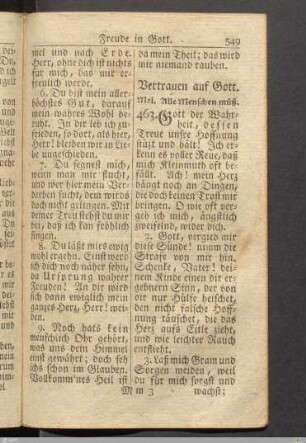 Freude in Gott. 549
mel und nach Erde.
Herr, ohne dich ist nichts
für mich, das mir er-
freulich werde.
6. Du bist mein aller-
höchstes Gut, darauf
mein wahres Wohl be-
ruht. In dir leb ich zu-
frieden, so dort, als hier,
Herr! bleiben wir in Lie-
be ungeschieden.
7. Du segnest mich,
wenn man mir flucht,
und wer hier mein Ver-
derben sucht, dem wird es
doch nicht gelingen. Mit
deiner Treu stehst du mir
bei, daß ich kan fröhlich
singen.
8. Du läßt mirs ewig
wohl ergehn. Einst werd
ich dich noch näher sehn,
du Ursprung wahrer
Freuden! An dir wird
sich dann ewiglich mein
ganzes Herz, Herr! wei-
den.
9. Noch hats kein
menschlich Ohr gehört,
was uns dein Himmel
einst gewährt; doch seh
ichs schon im Glauben.
Vollkomm'nes Heil ist
da mein Theil; das wird
mir niemand rauben.
Vertrauen auf Gott.
Mel. Alle Menschen müß.
463. Gott der Wahr-
heit, dessen
Treue unsre Hoffnung
stützt und hält! Ich er-
kenn es voller Reue, daß
mich Kleinmuth oft be-
fällt. Ach! mein Herz
hängt noch an Dingen,
die doch keinen Trost mir
bringen. O wie oft ver-
geh ich mich, ängstlich
zweifelnd, wider dich.
2. Gott, vergieb mir
diese Sünde! nimm die
Strafe von mir hin.
Schenke, Vater! dei-
nem Kinde einen dir er-
gebnern Sinn, der von
dir nur Hülfe heischet,
den nicht falsche Hoff-
nung täuschet, die das
Herz aufs Eitle zieht,
und wie leichter Rauch
entflieht.
3. Laß mich Gram und
Sorgen meiden, weil
du für mich sorgst und
M m 3 wachst;